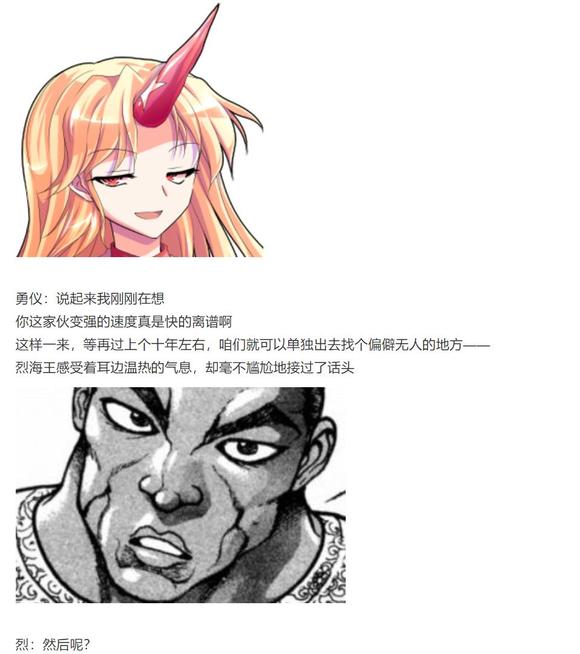 勇仪：说起来我刚刚在想
你这家伙变强的速度真是快的离谱啊
这样一来，等再过上个十年左右，咱们就可以单独出去找个偏僻无人的地方——
烈海王感受着耳边温热的气息，却毫不尴尬地接过了话头
烈：然后呢？